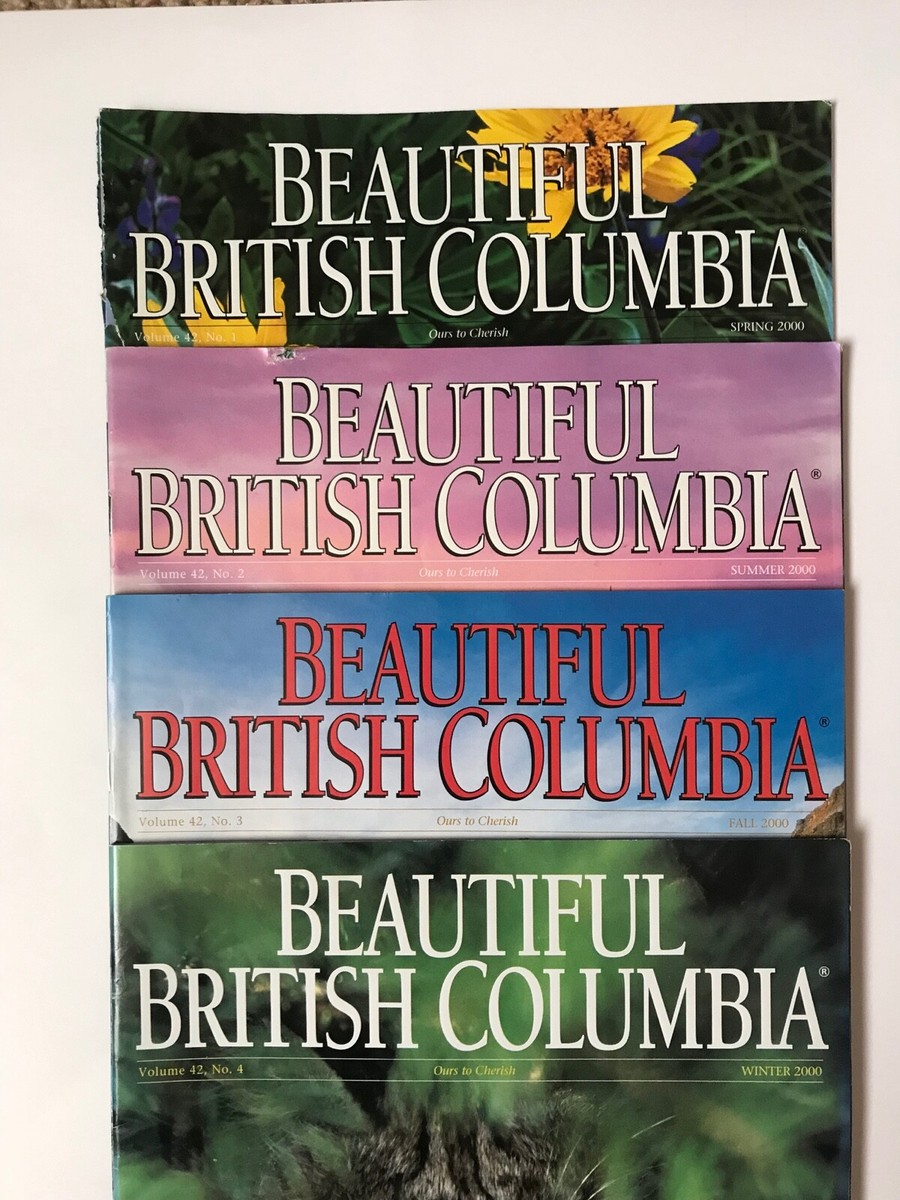 BEAUTIFUL
BRITISH COLUMBIA
Volume 42, No. 1 Ours to Cherish SPRING 2000
BEAUTIFUL
BRITISH COLUMBIA®
Volume 42, No. 2 Ours to Cherish SUMMER 2000
BEAUTIFUL
BRITISH COLUMBIA®
Volume 42, No. 3 Ours to Cherish FALL 2000
BEAUTIFUL
BRITISH COLUMBIA®
Volume 42, No. 4 Ours to Cherish WINTER 2000